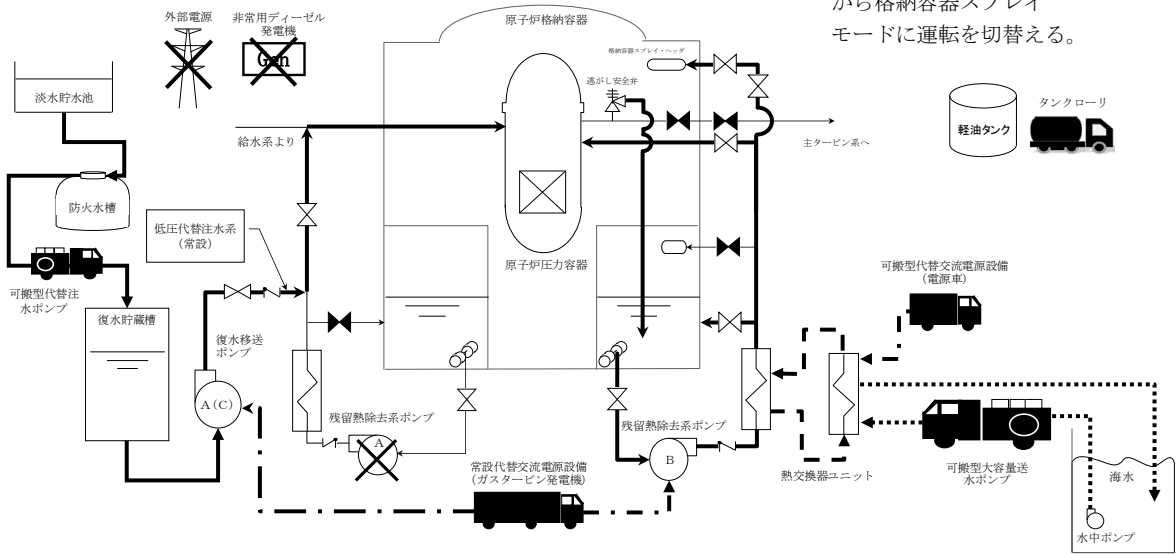 から格納容器スプレイ
モードに運転を切替える。
外部電源
非常用ディーゼル
発電機
Gen
原子炉格納容器
格納容器スプレイ・ヘッダ
逃がし安全弁
淡水貯水池
給水系より
主タービン系へ
軽油タンク
タンクローリ
防火水槽
低圧代替注水系
(常設)
原子炉圧力容器
可搬型代替注
水ポンプ
可搬型代替交流電源設備
(電源車)
復水貯蔵槽
復水移送
ポンプ
A(C)
残留熱除去系ポンプ
A
残留熱除去系ポンプ
B
常設代替交流電源設備
(ガスタービン発電機)
熱交換器ユニット
可搬型大容量送
水ポンプ
海水
水中ポンプ